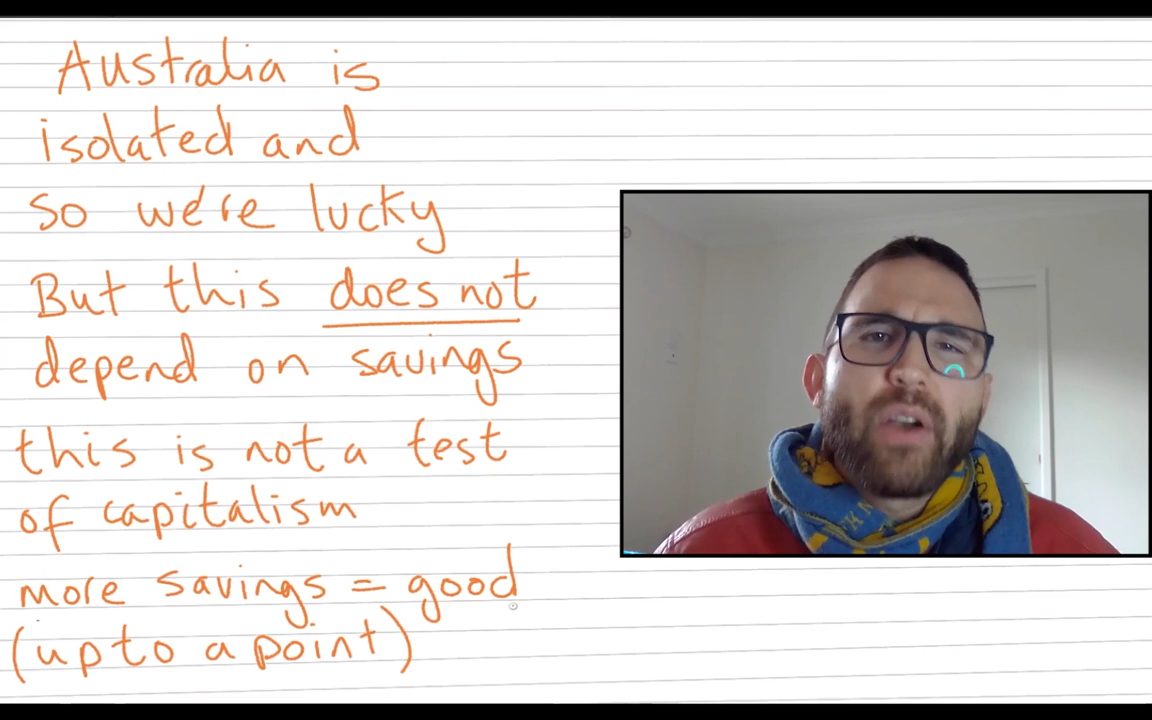 Australia is
isolated and
so we're lucky
But this does not
depend on savings
this is not a test
of capitalism
more savings = good
(up to a point)